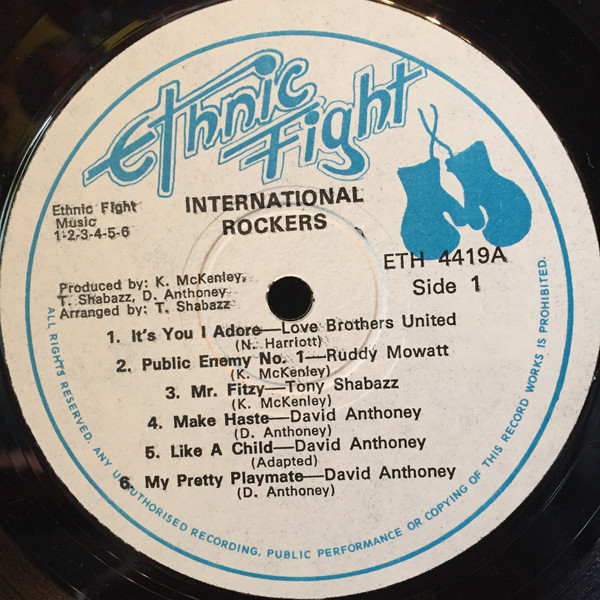 Ethnic
Fight
INTERNATIONAL
ROCKERS
Ethnic Fight
Music
1-2-3-4-5-6
ETH 4419A
Side 1
Produced by: K. McKenley,
T. Shabazz, D. Anthoney
Arranged by: T. Shabazz
1. It's You I Adore—Love Brothers United
(N. Harriott)
2. Public Enemy No. 1—Ruddy Mowatt
(K. McKenley)
3. Mr. Fitzy—Tony Shabazz
(K. McKenley)
4. Make Haste—David Anthoney
(D. Anthoney)
5. Like A Child—David Anthoney
(Adapted)
6. My Pretty Playmate—David Anthoney
(D. Anthoney)
ALL RIGHTS RESERVED. ANY UNAUTHORISED RECORDING, PUBLIC PERFORMANCE OR COPYING OF THIS RECORD WORKS IS PROHIBITED.